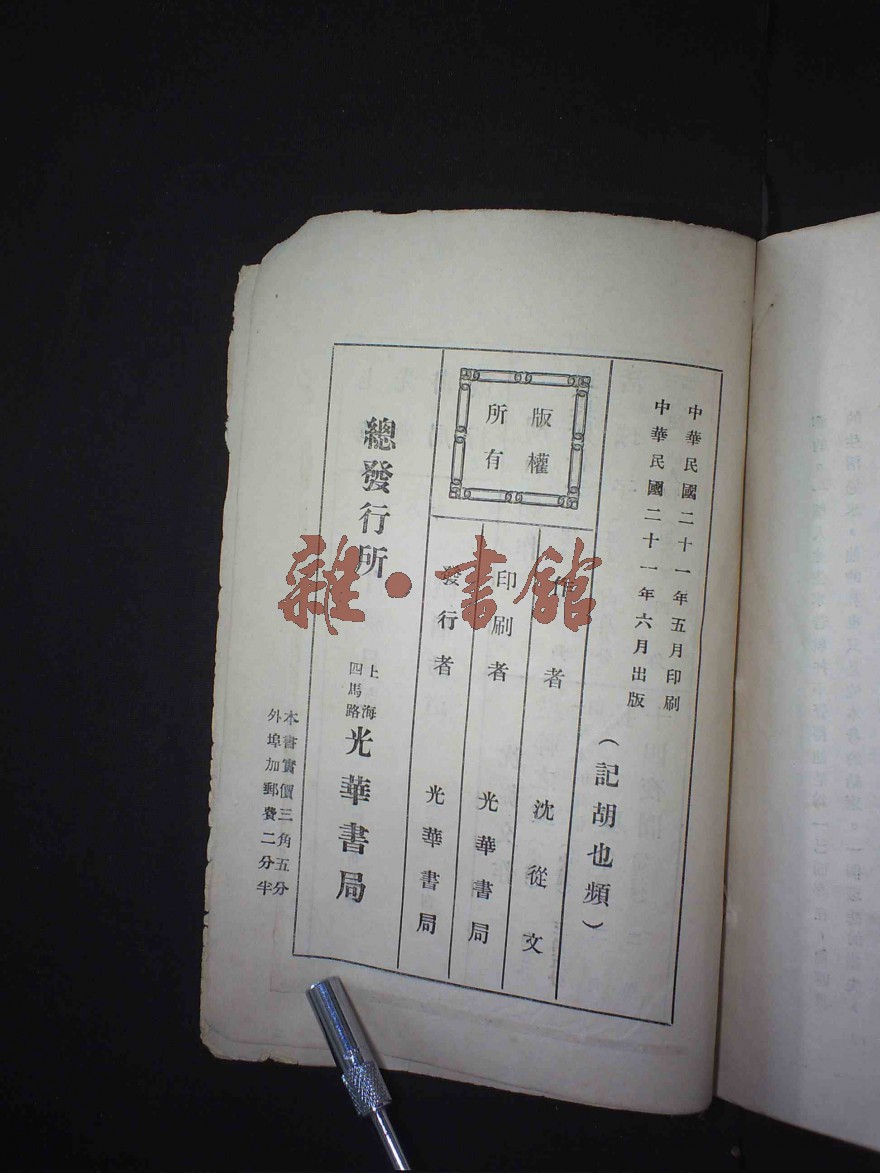 中華民國二十一年五月印刷
中華民國二十一年六月出版
（記胡也頻）
版權
所有
作者 沈從文
印刷者 光華書局
發行者 光華書局
總發行所 上海四馬路 光華書局
本書實價三角五分
外埠加郵費二分半
雜·書館